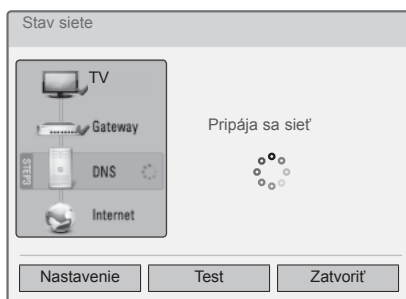 Stav siete
TV
Gateway
STEP3
DNS
Internet
Pripája sa sieť
Nastavenie
Test
Zatvoriť